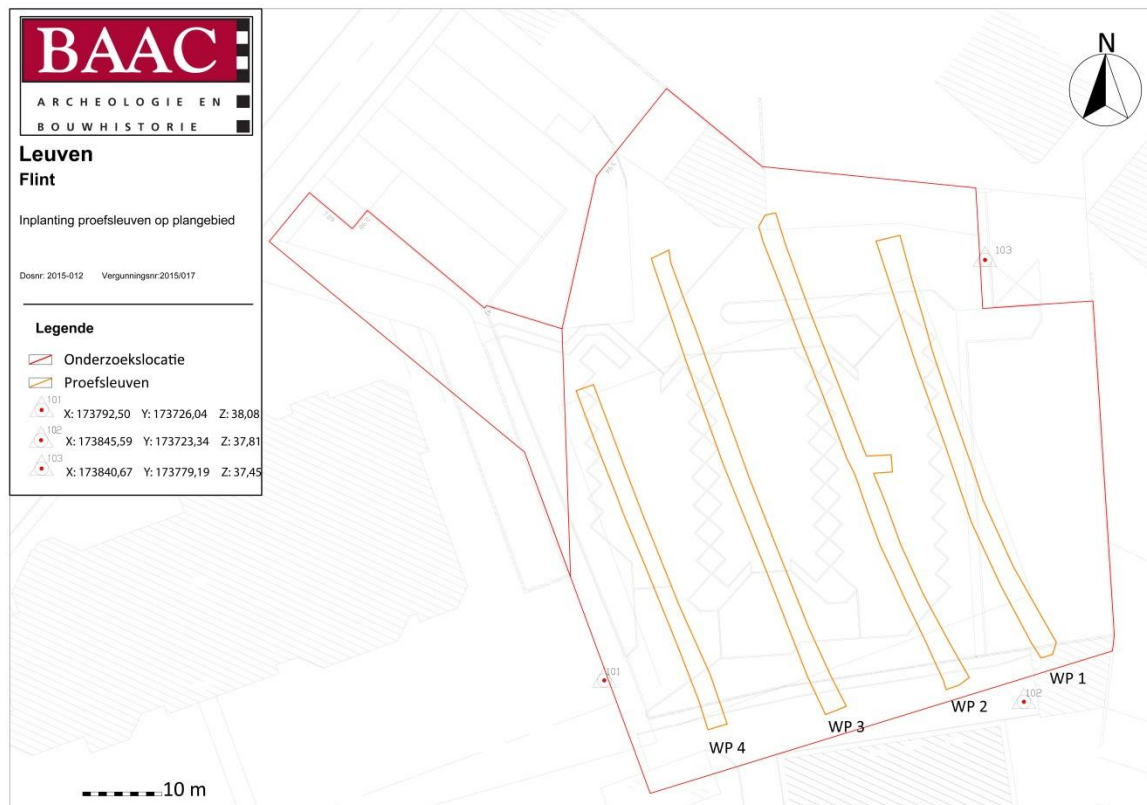 BAAC
ARCHEOLOGIE EN
BOUWHISTORIE
Leuven
Flint
Inplanting proefsleuven op plangebied
Dosnr: 2015-012 Vergunningsnr:2015/017
Legende
Onderzoekslocatie
Proefsleuven
101
X: 173792,50 Y: 173726,04 Z: 38,08
102
X: 173845,59 Y: 173723,34 Z: 37,81
103
X: 173840,67 Y: 173779,19 Z: 37,45
N
103
101
102
WP 1
WP 2
WP 3
WP 4
10 m